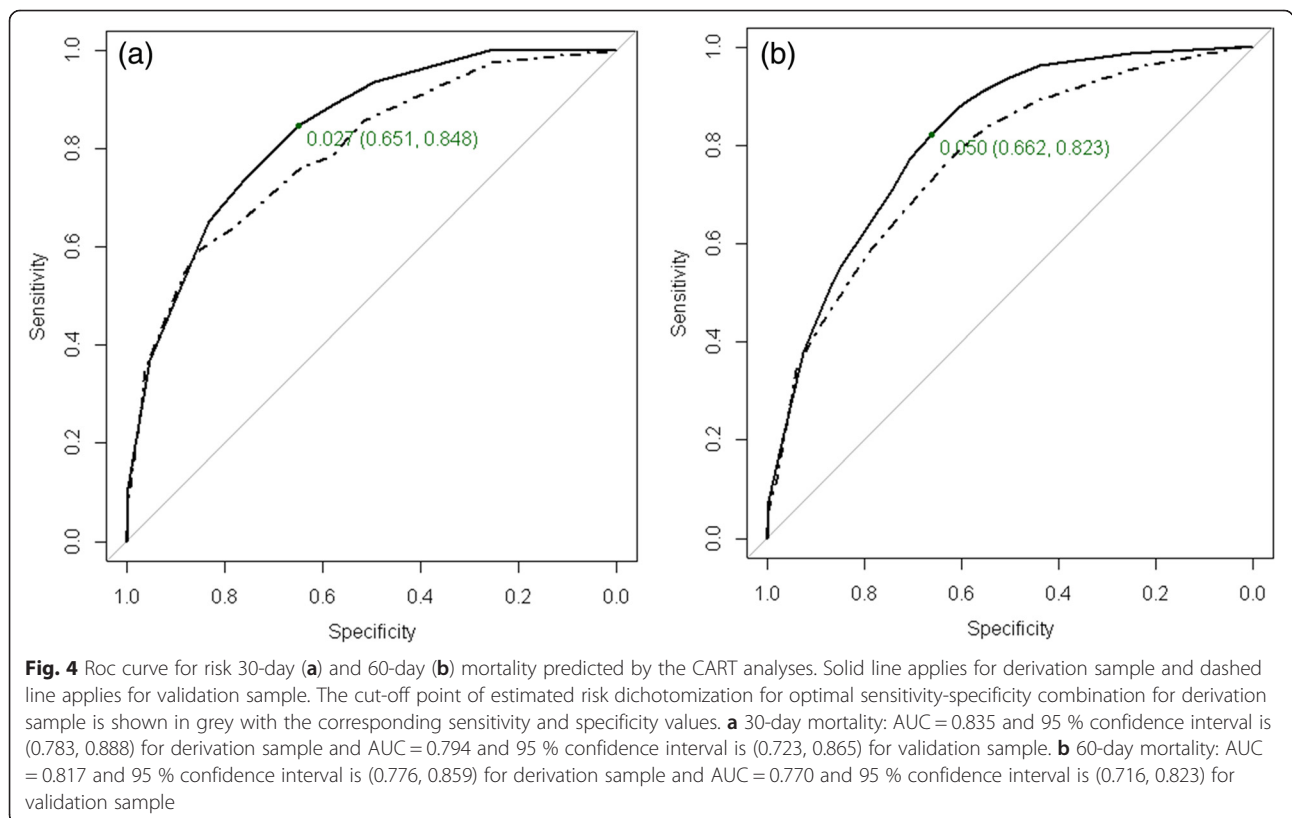 (a)
1.0
0.8
0.6
0.4
0.2
0.0
Sensitivity
0.027 (0.651, 0.848)
1.0 0.8 0.6 0.4 0.2 0.0
Specificity
(b)
1.0
0.8
0.6
0.4
0.2
0.0
Sensitivity
0.050 (0.662, 0.823)
1.0 0.8 0.6 0.4 0.2 0.0
Specificity
Fig. 4 Roc curve for risk 30-day (a) and 60-day (b) mortality predicted by the CART analyses. Solid line applies for derivation sample and dashed
line applies for validation sample. The cut-off point of estimated risk dichotomization for optimal sensitivity-specificity combination for derivation
sample is shown in grey with the corresponding sensitivity and specificity values. a 30-day mortality: AUC = 0.835 and 95 % confidence interval is
(0.783, 0.888) for derivation sample and AUC = 0.794 and 95 % confidence interval is (0.723, 0.865) for validation sample. b 60-day mortality: AUC
= 0.817 and 95 % confidence interval is (0.776, 0.859) for derivation sample and AUC = 0.770 and 95 % confidence interval is (0.716, 0.823) for
validation sample